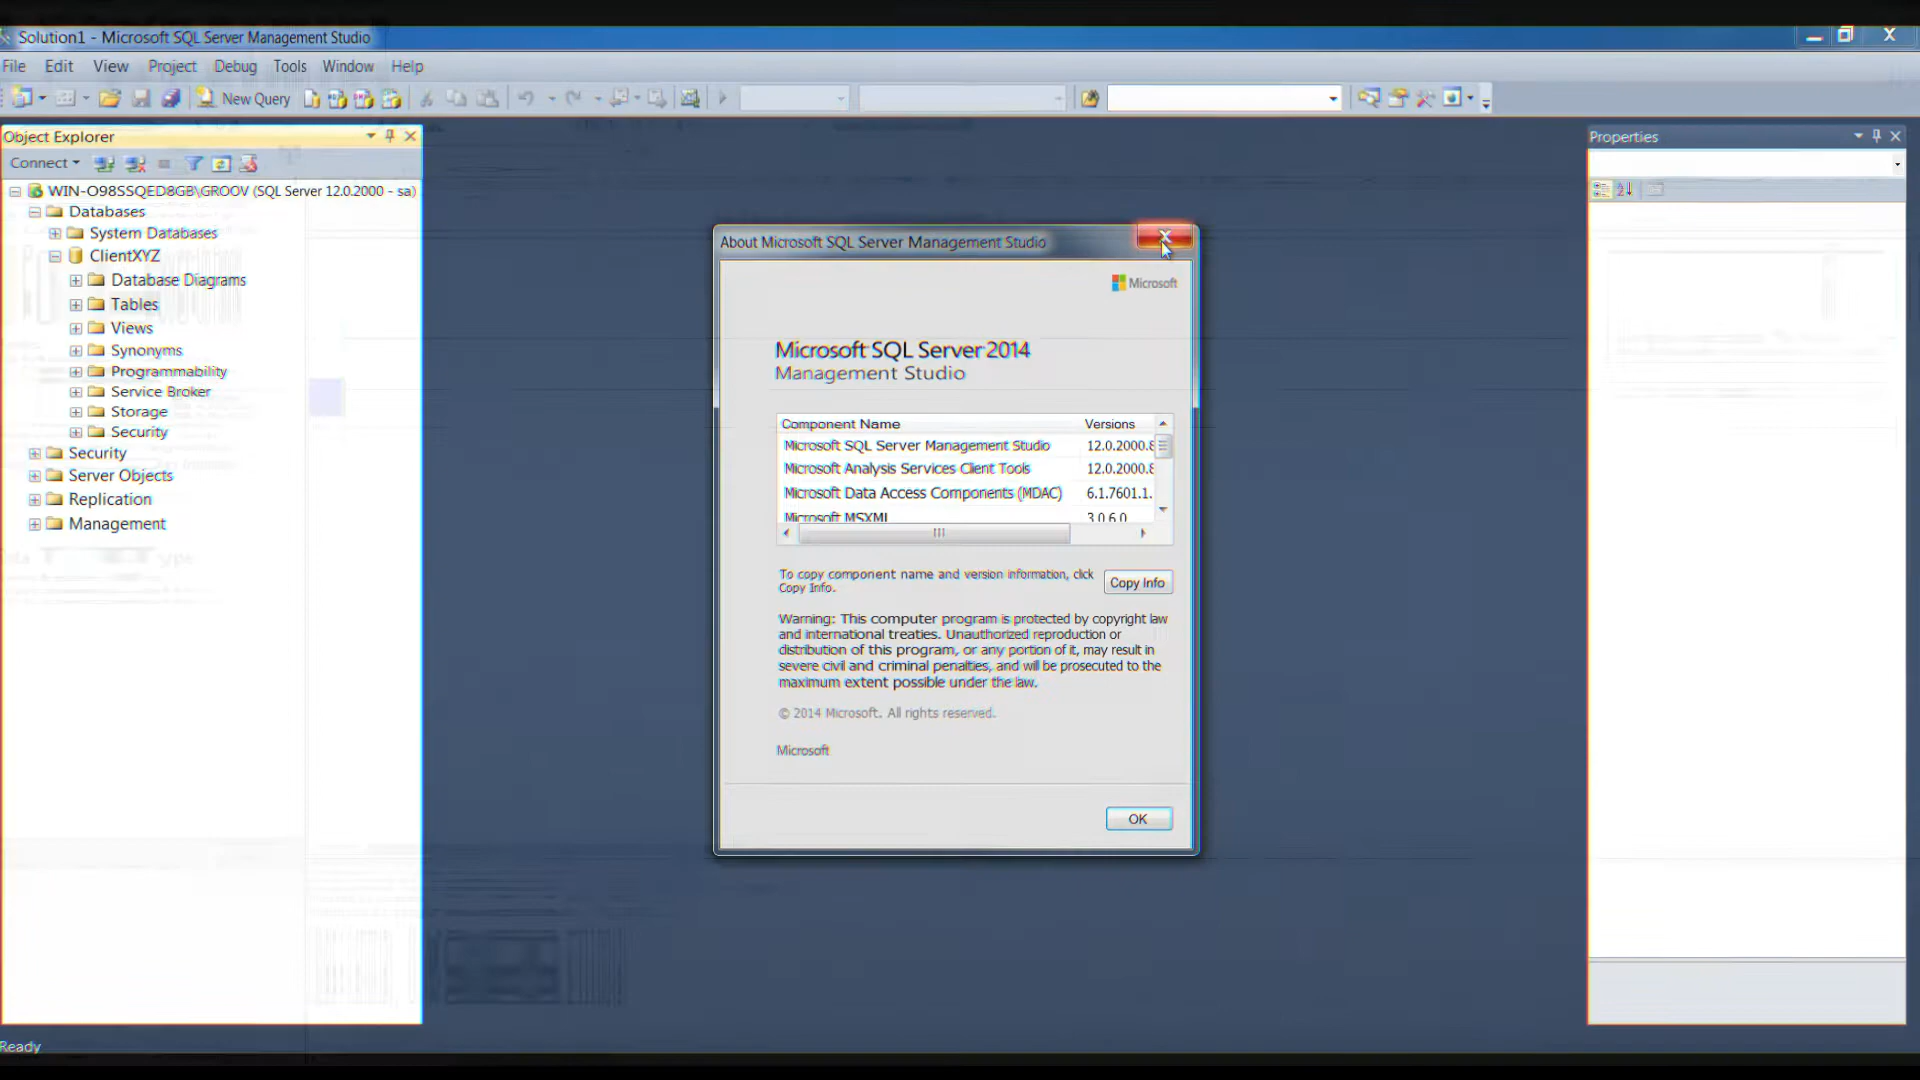 Solution1 - Microsoft SQL Server Management Studio
File Edit View Project Debug Tools Window Help
New Query
Object Explorer
Connect
WIN-O98SSQED8GB\GROOV (SQL Server 12.0.2000 - sa)
Databases
System Databases
ClientXYZ
Database Diagrams
Tables
Views
Synonyms
Programmability
Service Broker
Storage
Security
Security
Server Objects
Replication
Management
type
Ready
About Microsoft SQL Server Management Studio
Microsoft
Microsoft SQL Server 2014
Management Studio
Component Name Versions
Microsoft SQL Server Management Studio 12.0.2000.8
Microsoft Analysis Services Client Tools 12.0.2000.8
Microsoft Data Access Components (MDAC) 6.1.7601.1.
Microsoft MSXML 3.0 6.0
To copy component name and version information, click
Copy Info.
Copy Info
Warning: This computer program is protected by copyright law
and international treaties. Unauthorized reproduction or
distribution of this program, or any portion of it, may result in
severe civil and criminal penalties, and will be prosecuted to the
maximum extent possible under the law.
© 2014 Microsoft. All rights reserved.
Microsoft
OK
Properties